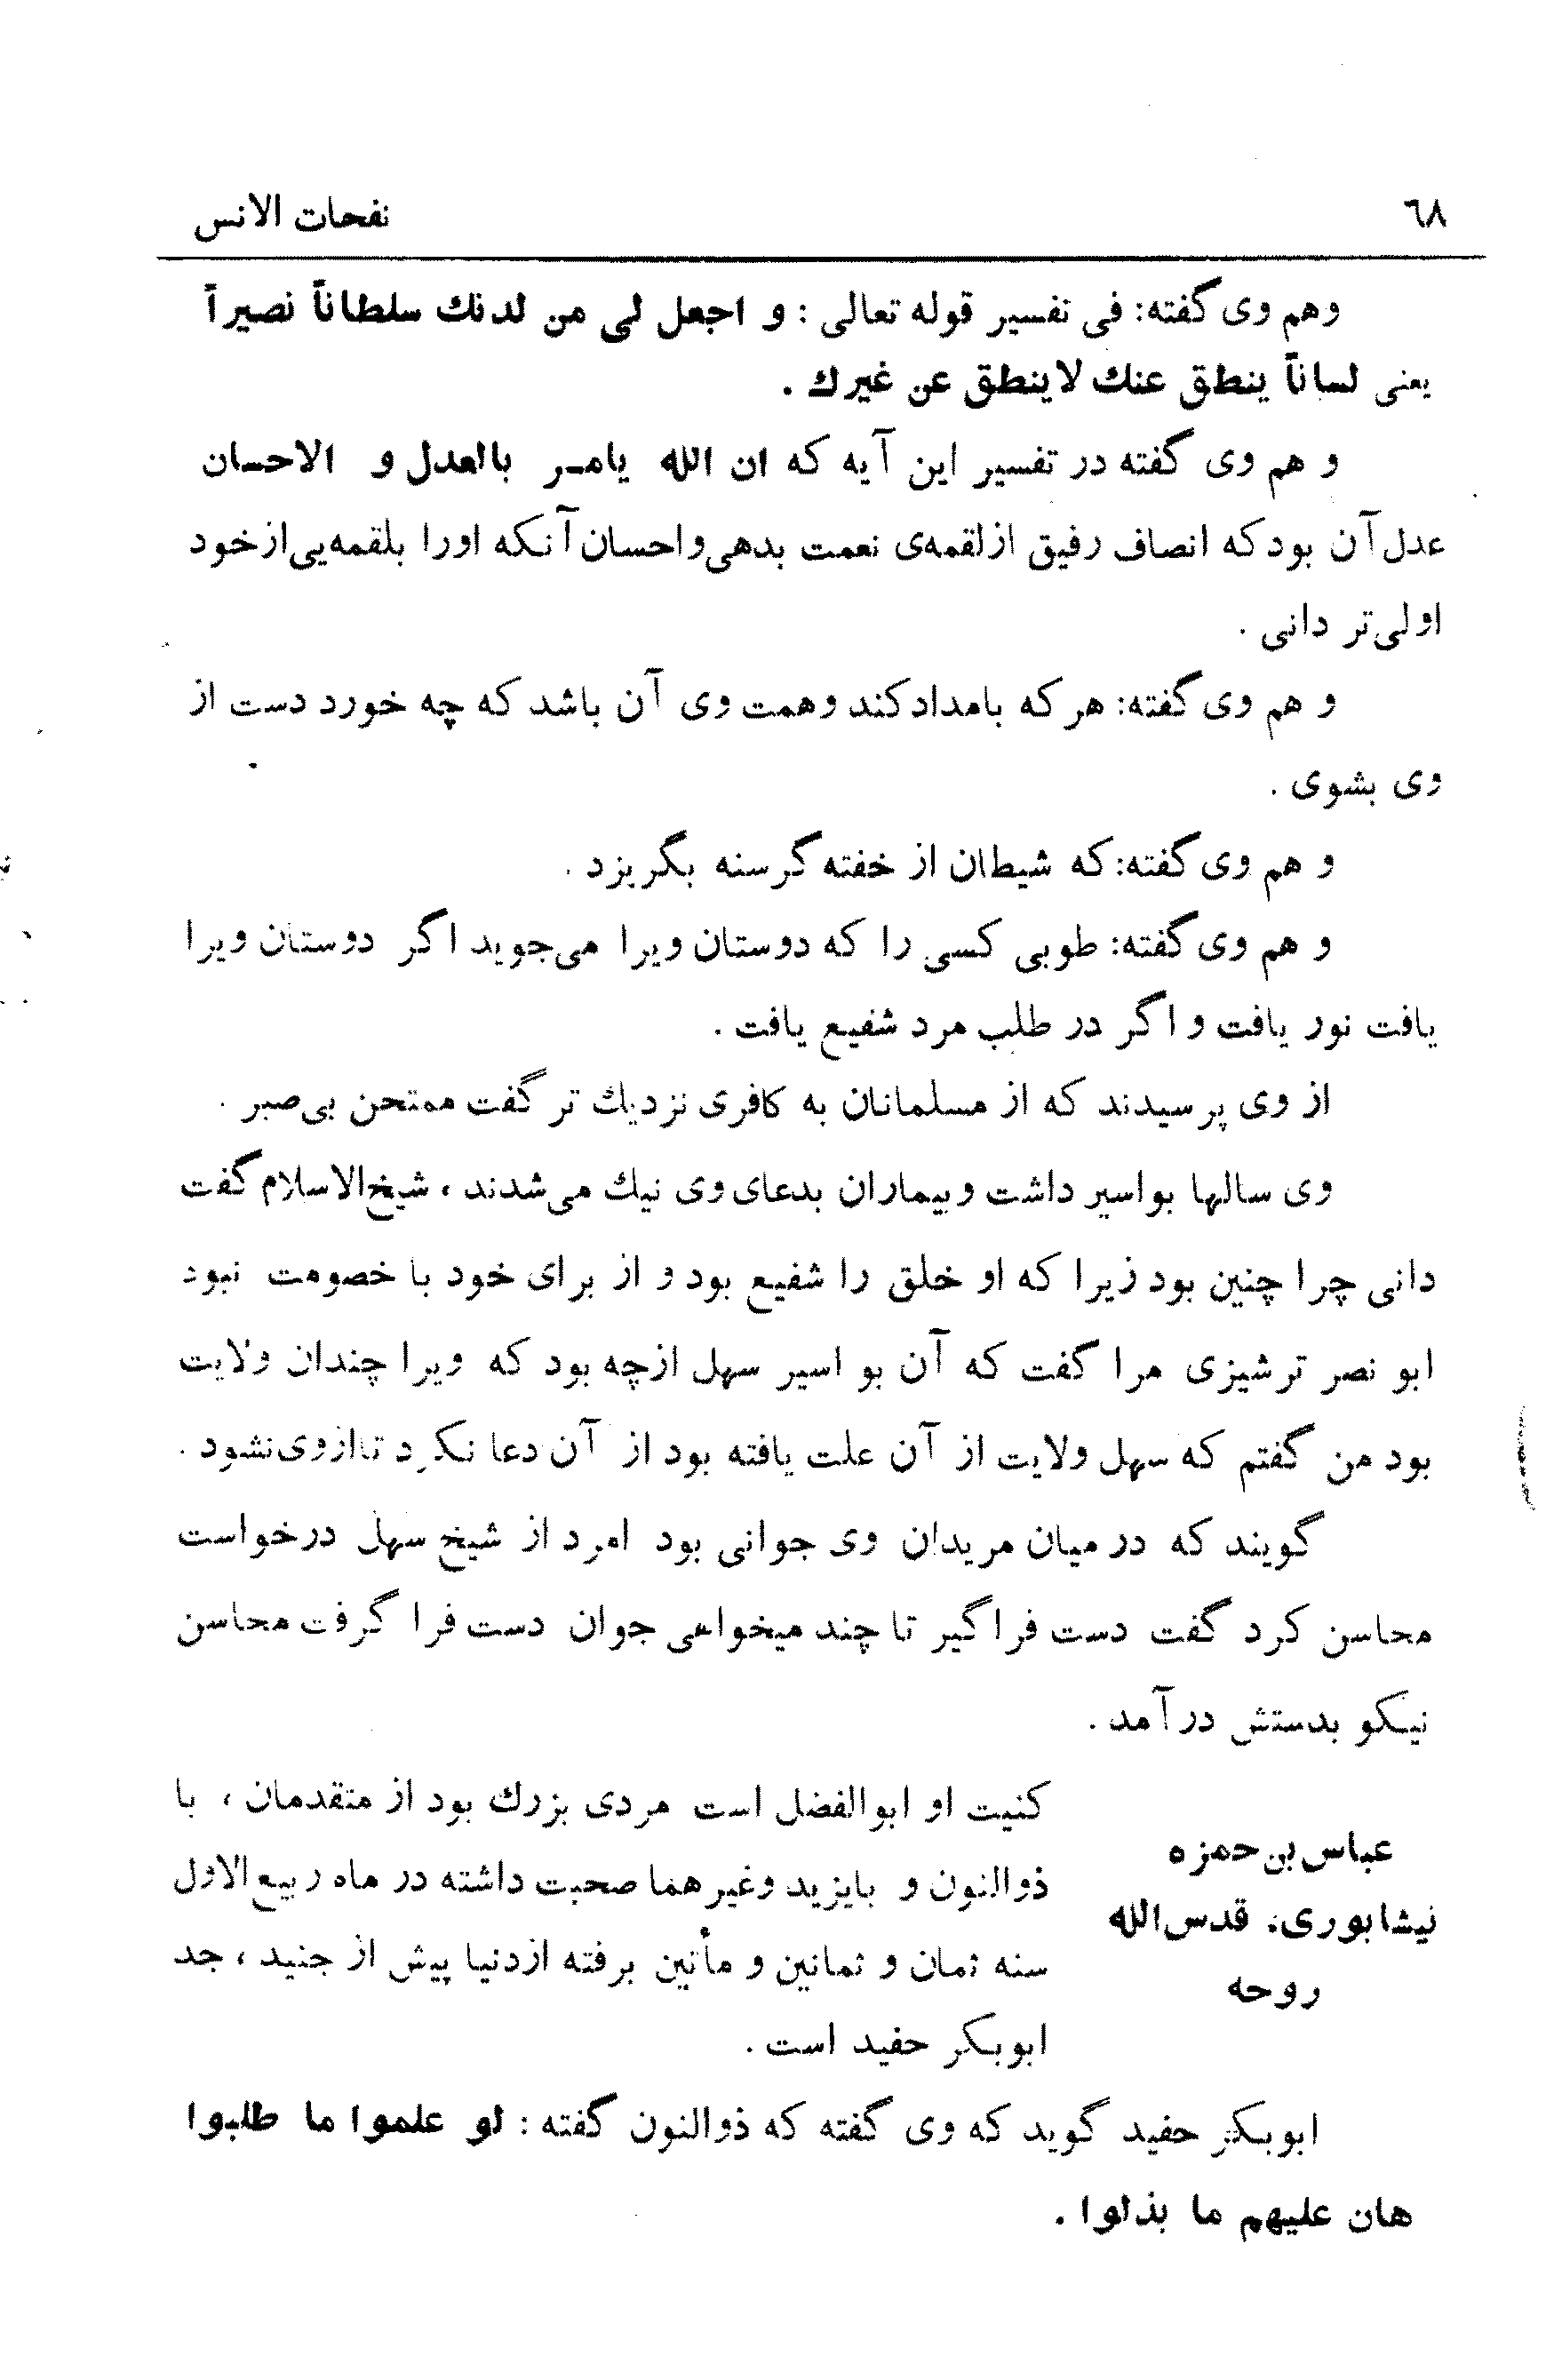 ٦٨ نفحات الانس
وهم وی گفته: فی تفسیر قوله تعالی : و اجعل لی من لدنك سلطاناً نصیراً
یعنی لساناً ینطق عنك لاینطق عن غیرك .
و هم وی گفته در تفسیر این آیه که ان الله یامـر بالعدل و الاحسان
عدل آن بود که انصاف رفیق از لقمه‌ی نعمت بدهی و احسان آنکه اورا بلقمه‌یی از خود
اولی‌تر دانی .
و هم وی گفته: هر که بامداد کند وهمت وی آن باشد که چه خورد دست از
وی بشوی .
و هم وی گفته: که شیطان از خفته گرسنه بگریزد .
و هم وی گفته: طوبی کسی را که دوستان ویرا می‌جوید اگر دوستان ویرا
یافت نور یافت و اگر در طلب مرد شفیع یافت .
از وی پرسیدند که از مسلمانان به کافری نزدیك تر گفت ممتحن بی‌صبر .
وی سالها بواسیر داشت و بیماران بدعای وی نیك می‌شدند ، شیخ‌الاسلام گفت
دانی چرا چنین بود زیرا که او خلق را شفیع بود و از برای خود با خصومت نبود
ابو نصر ترشیزی مرا گفت که آن بو اسیر سهل ازچه بود که ویرا چندان ولایت
بود من گفتم که سهل ولایت از آن علت یافته بود از آن دعا نکرد تا ازوی نشود .
گویند که در میان مریدان وی جوانی بود امرد از شیخ سهل درخواست
محاسن کرد گفت دست فراگیر تا چند میخواهی جوان دست فرا گرفت محاسن
نیکو بدستش درآمد .
عباس بن حمزه
نیشابوری: قدس‌الله
روحه
کنیت او ابوالفضل است مردی بزرك بود از متقدمان ، با
ذوالنون و بایزید وغیر هما صحبت داشته در ماه ربیع الاول
سنه ثمان و ثمانین و مأتین برفته ازدنیا پیش از جنید ، جد
ابوبکر حفید است .
ابوبکر حفید گوید که وی گفته که ذوالنون گفته : لو علموا ما طلبوا
هان علیهم ما بذلوا .